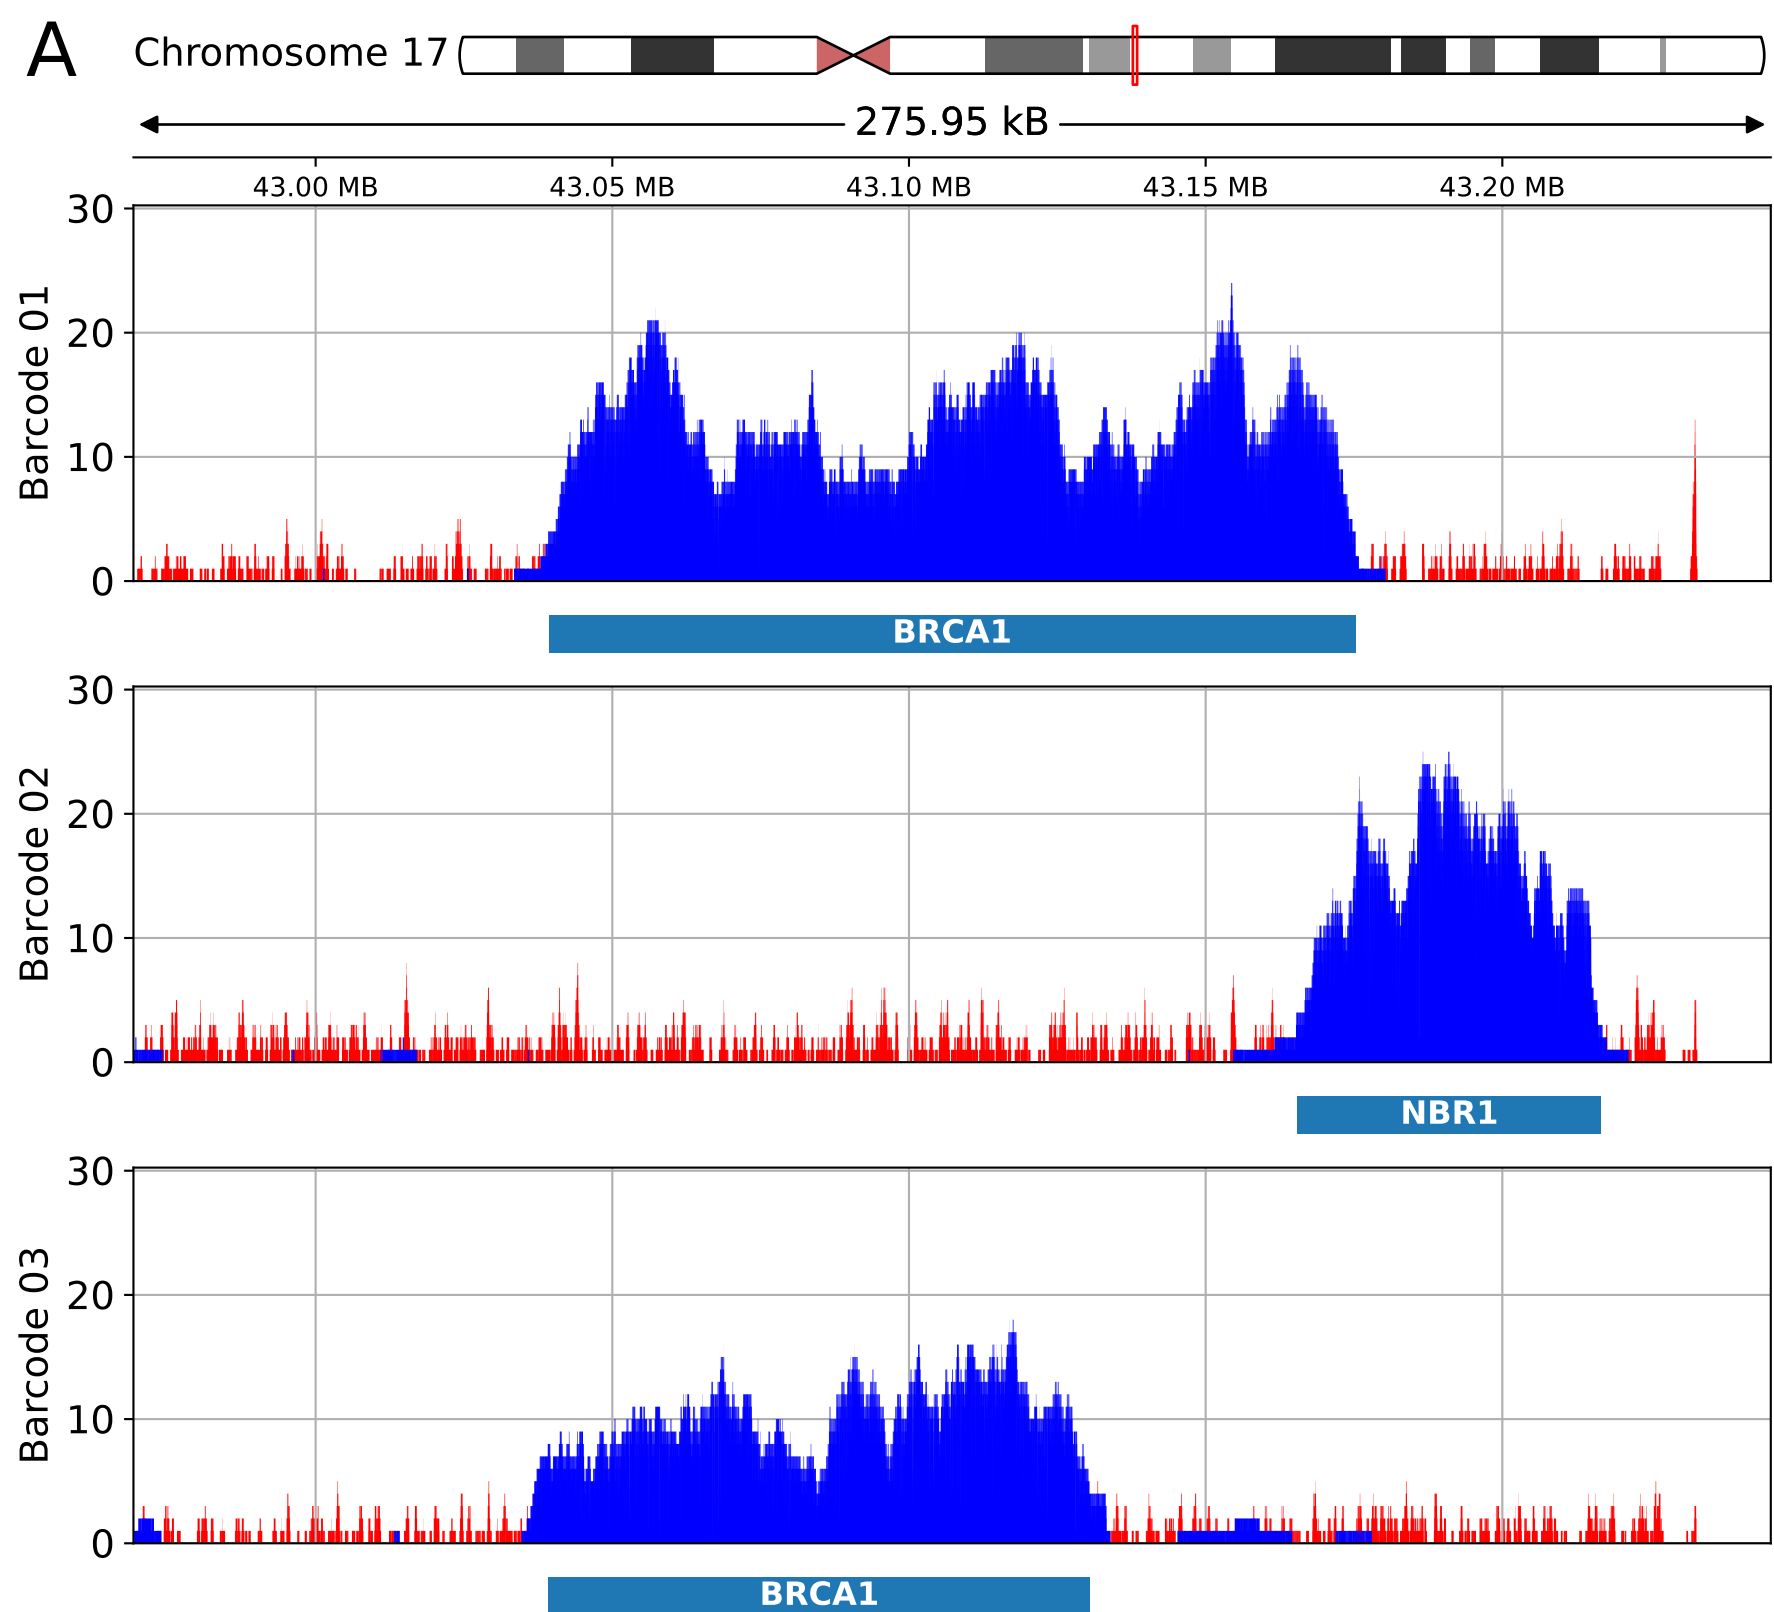 A
Chromosome 17
275.95 kB
43.00 MB 43.05 MB 43.10 MB 43.15 MB 43.20 MB
Barcode 01
30
20
10
0
BRCA1
Barcode 02
30
20
10
0
NBR1
Barcode 03
30
20
10
0
BRCA1